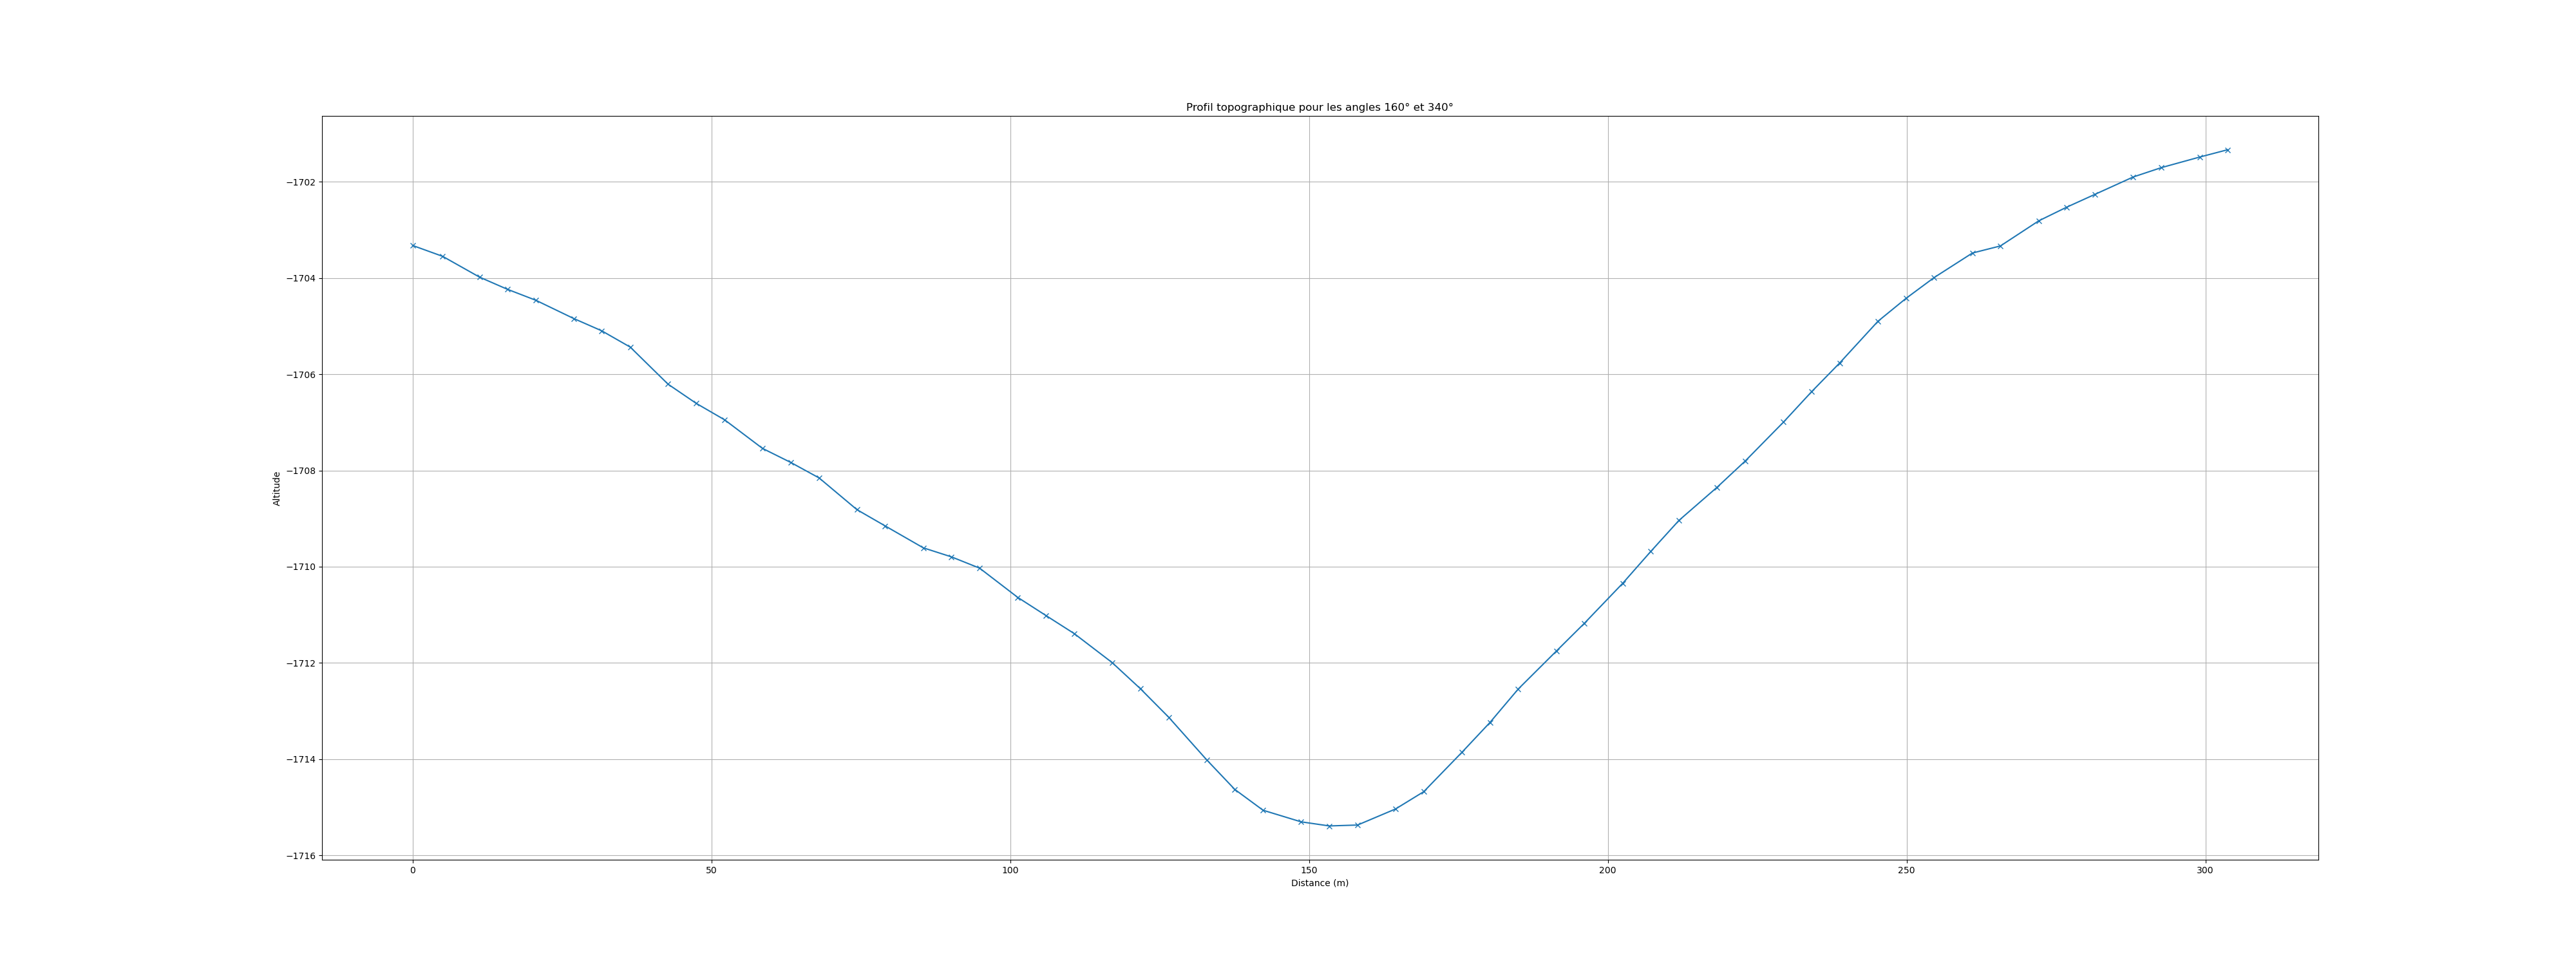 Profil topographique pour les angles 160° et 340°
Altitude
−1702
−1704
−1706
−1708
−1710
−1712
−1714
−1716
0 50 100 150 200 250 300
Distance (m)